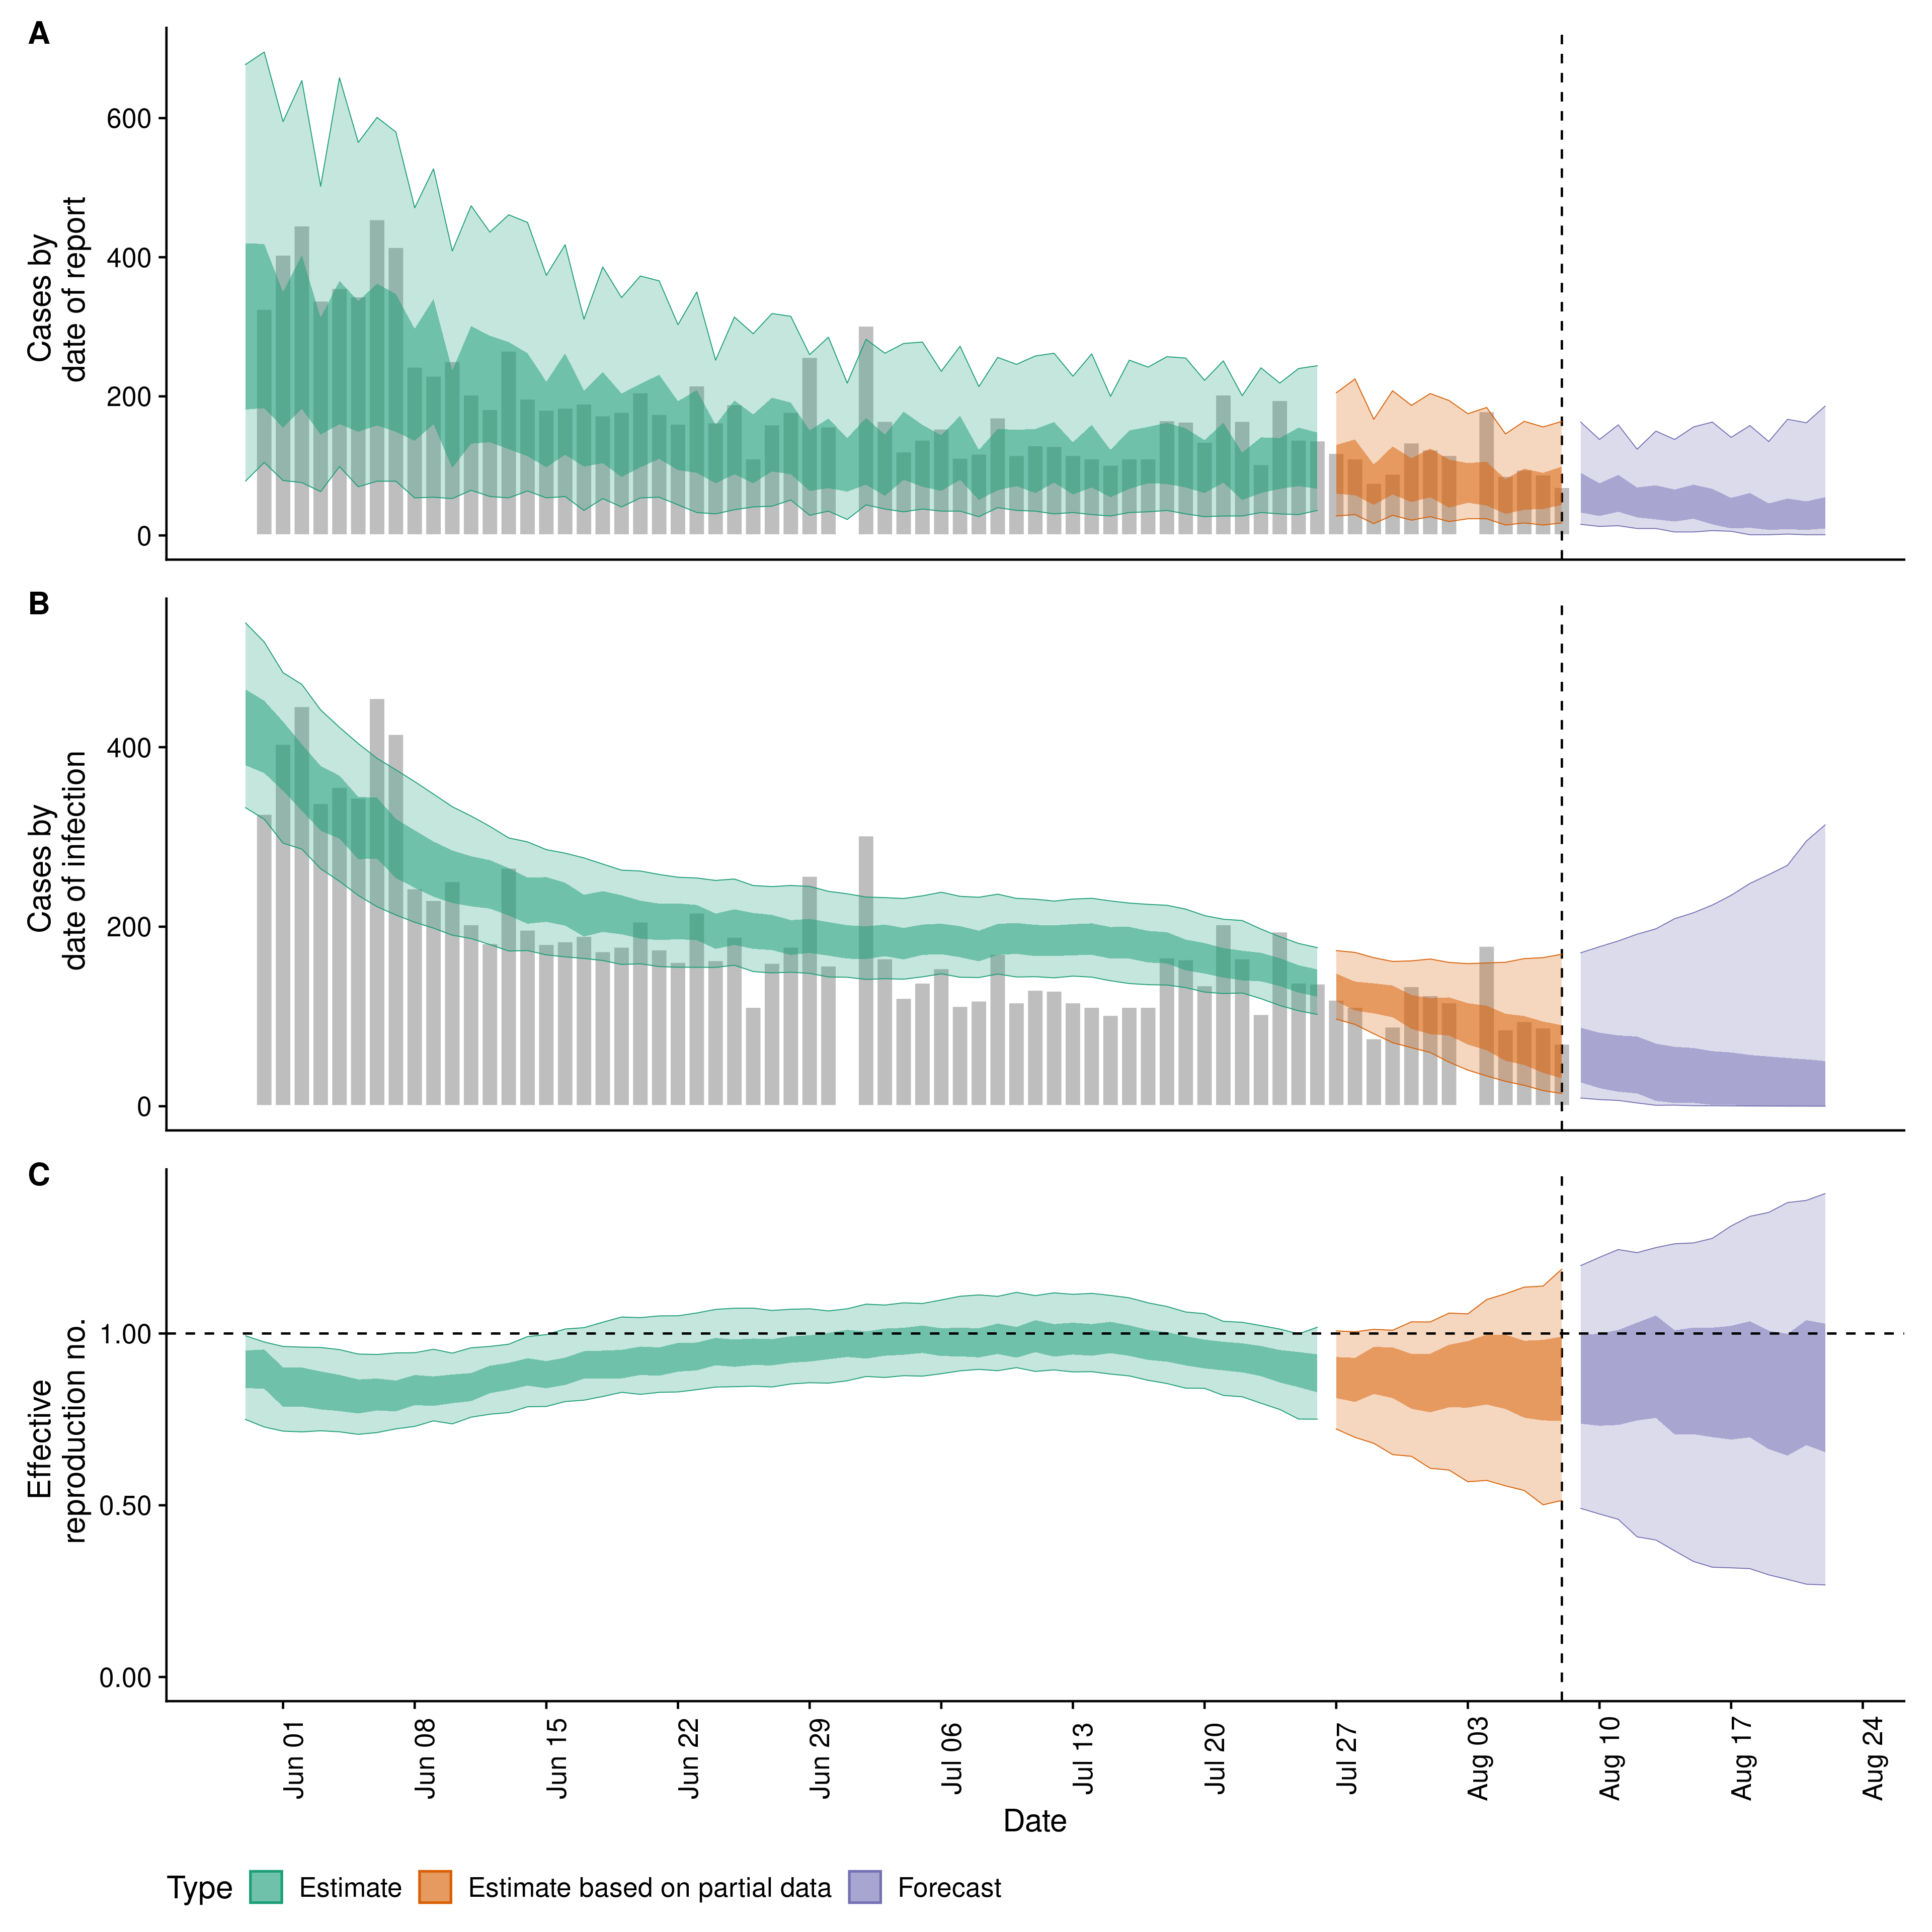 A
Cases by
date of report
600
400
200
0
B
Cases by
date of infection
400
200
0
C
Effective
reproduction no.
1.00
0.50
0.00
Jun 01
Jun 08
Jun 15
Jun 22
Jun 29
Jul 06
Jul 13
Jul 20
Jul 27
Aug 03
Aug 10
Aug 17
Aug 24
Date
Type Estimate Estimate based on partial data Forecast